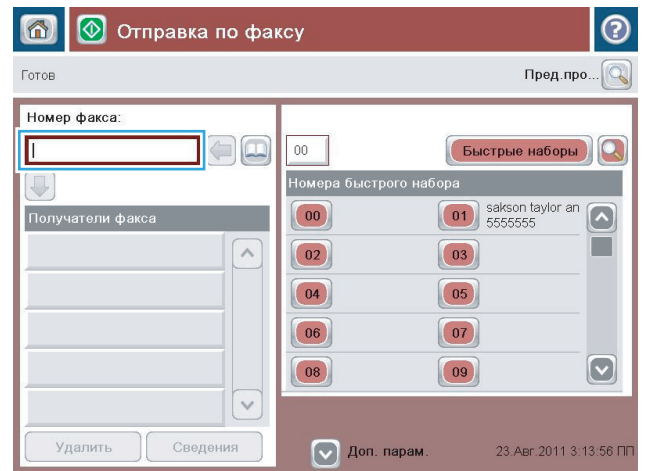 Отправка по факсу
Готов
Пред.про...
Номер факса:
00
Быстрые наборы
Номера быстрого набора
Получатели факса
00
01
sakson taylor an
5555555
02
03
04
05
06
07
08
09
Удалить
Сведения
Доп. парам.
23.Авг.2011 3:13:56 ПП